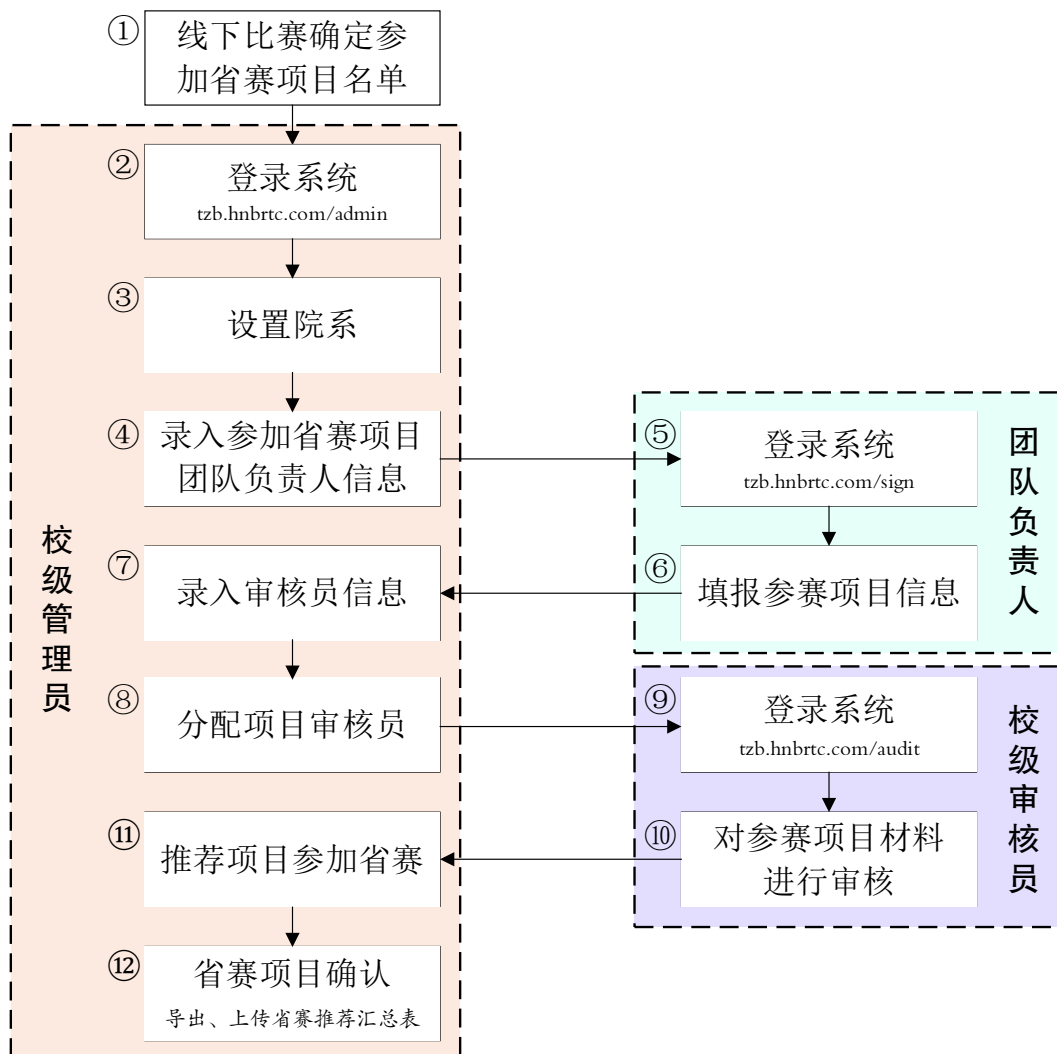 ①
线下比赛确定参
加省赛项目名单
②
登录系统
tzb.hnbrtc.com/admin
③
设置院系
④
录入参加省赛项目
团队负责人信息
⑤
登录系统
tzb.hnbrtc.com/sign
⑥
填报参赛项目信息
团队负责人
⑦
录入审核员信息
⑧
分配项目审核员
⑨
登录系统
tzb.hnbrtc.com/audit
⑩
对参赛项目材料
进行审核
校级审核员
⑪
推荐项目参加省赛
⑫
省赛项目确认
导出、上传省赛推荐汇总表
校级管理员